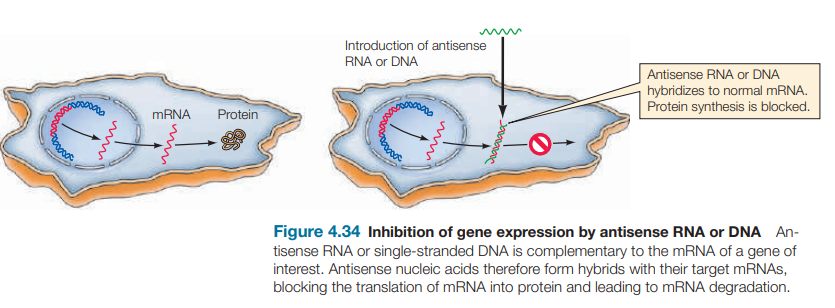 Introduction of antisense
RNA or DNA
mRNA
Protein
Antisense RNA or DNA
hybridizes to normal mRNA.
Protein synthesis is blocked.
Figure 4.34 Inhibition of gene expression by antisense RNA or DNA An-
tisense RNA or single-stranded DNA is complementary to the mRNA of a gene of
interest. Antisense nucleic acids therefore form hybrids with their target mRNAs,
blocking the translation of mRNA into protein and leading to mRNA degradation.